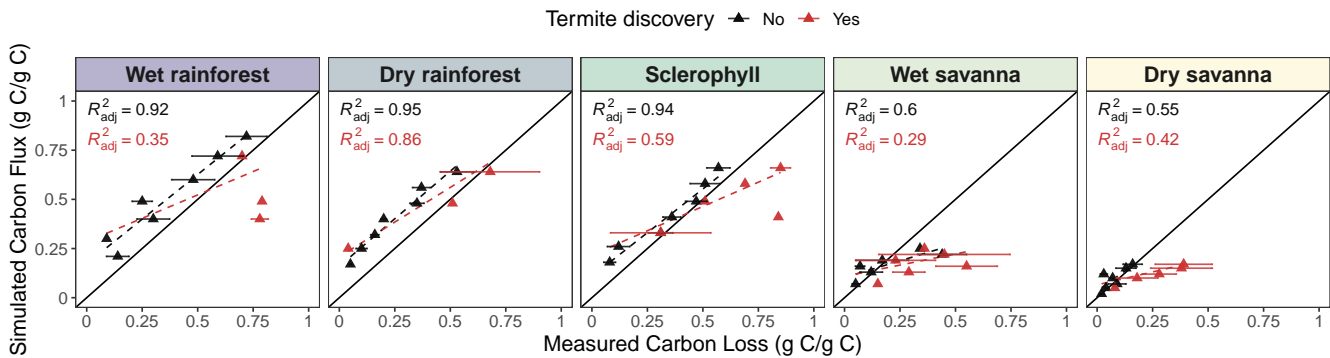 Termite discovery No Yes
Wet rainforest Dry rainforest Sclerophyll Wet savanna Dry savanna
R²adj = 0.92 R²adj = 0.95 R²adj = 0.94 R²adj = 0.6 R²adj = 0.55
R²adj = 0.35 R²adj = 0.86 R²adj = 0.59 R²adj = 0.29 R²adj = 0.42
Simulated Carbon Flux (g C/g C)
1
0.75
0.50
0.25
0
0 0.25 0.5 0.75 1 0 0.25 0.5 0.75 1 0 0.25 0.5 0.75 1 0 0.25 0.5 0.75 1 0 0.25 0.5 0.75 1
Measured Carbon Loss (g C/g C)